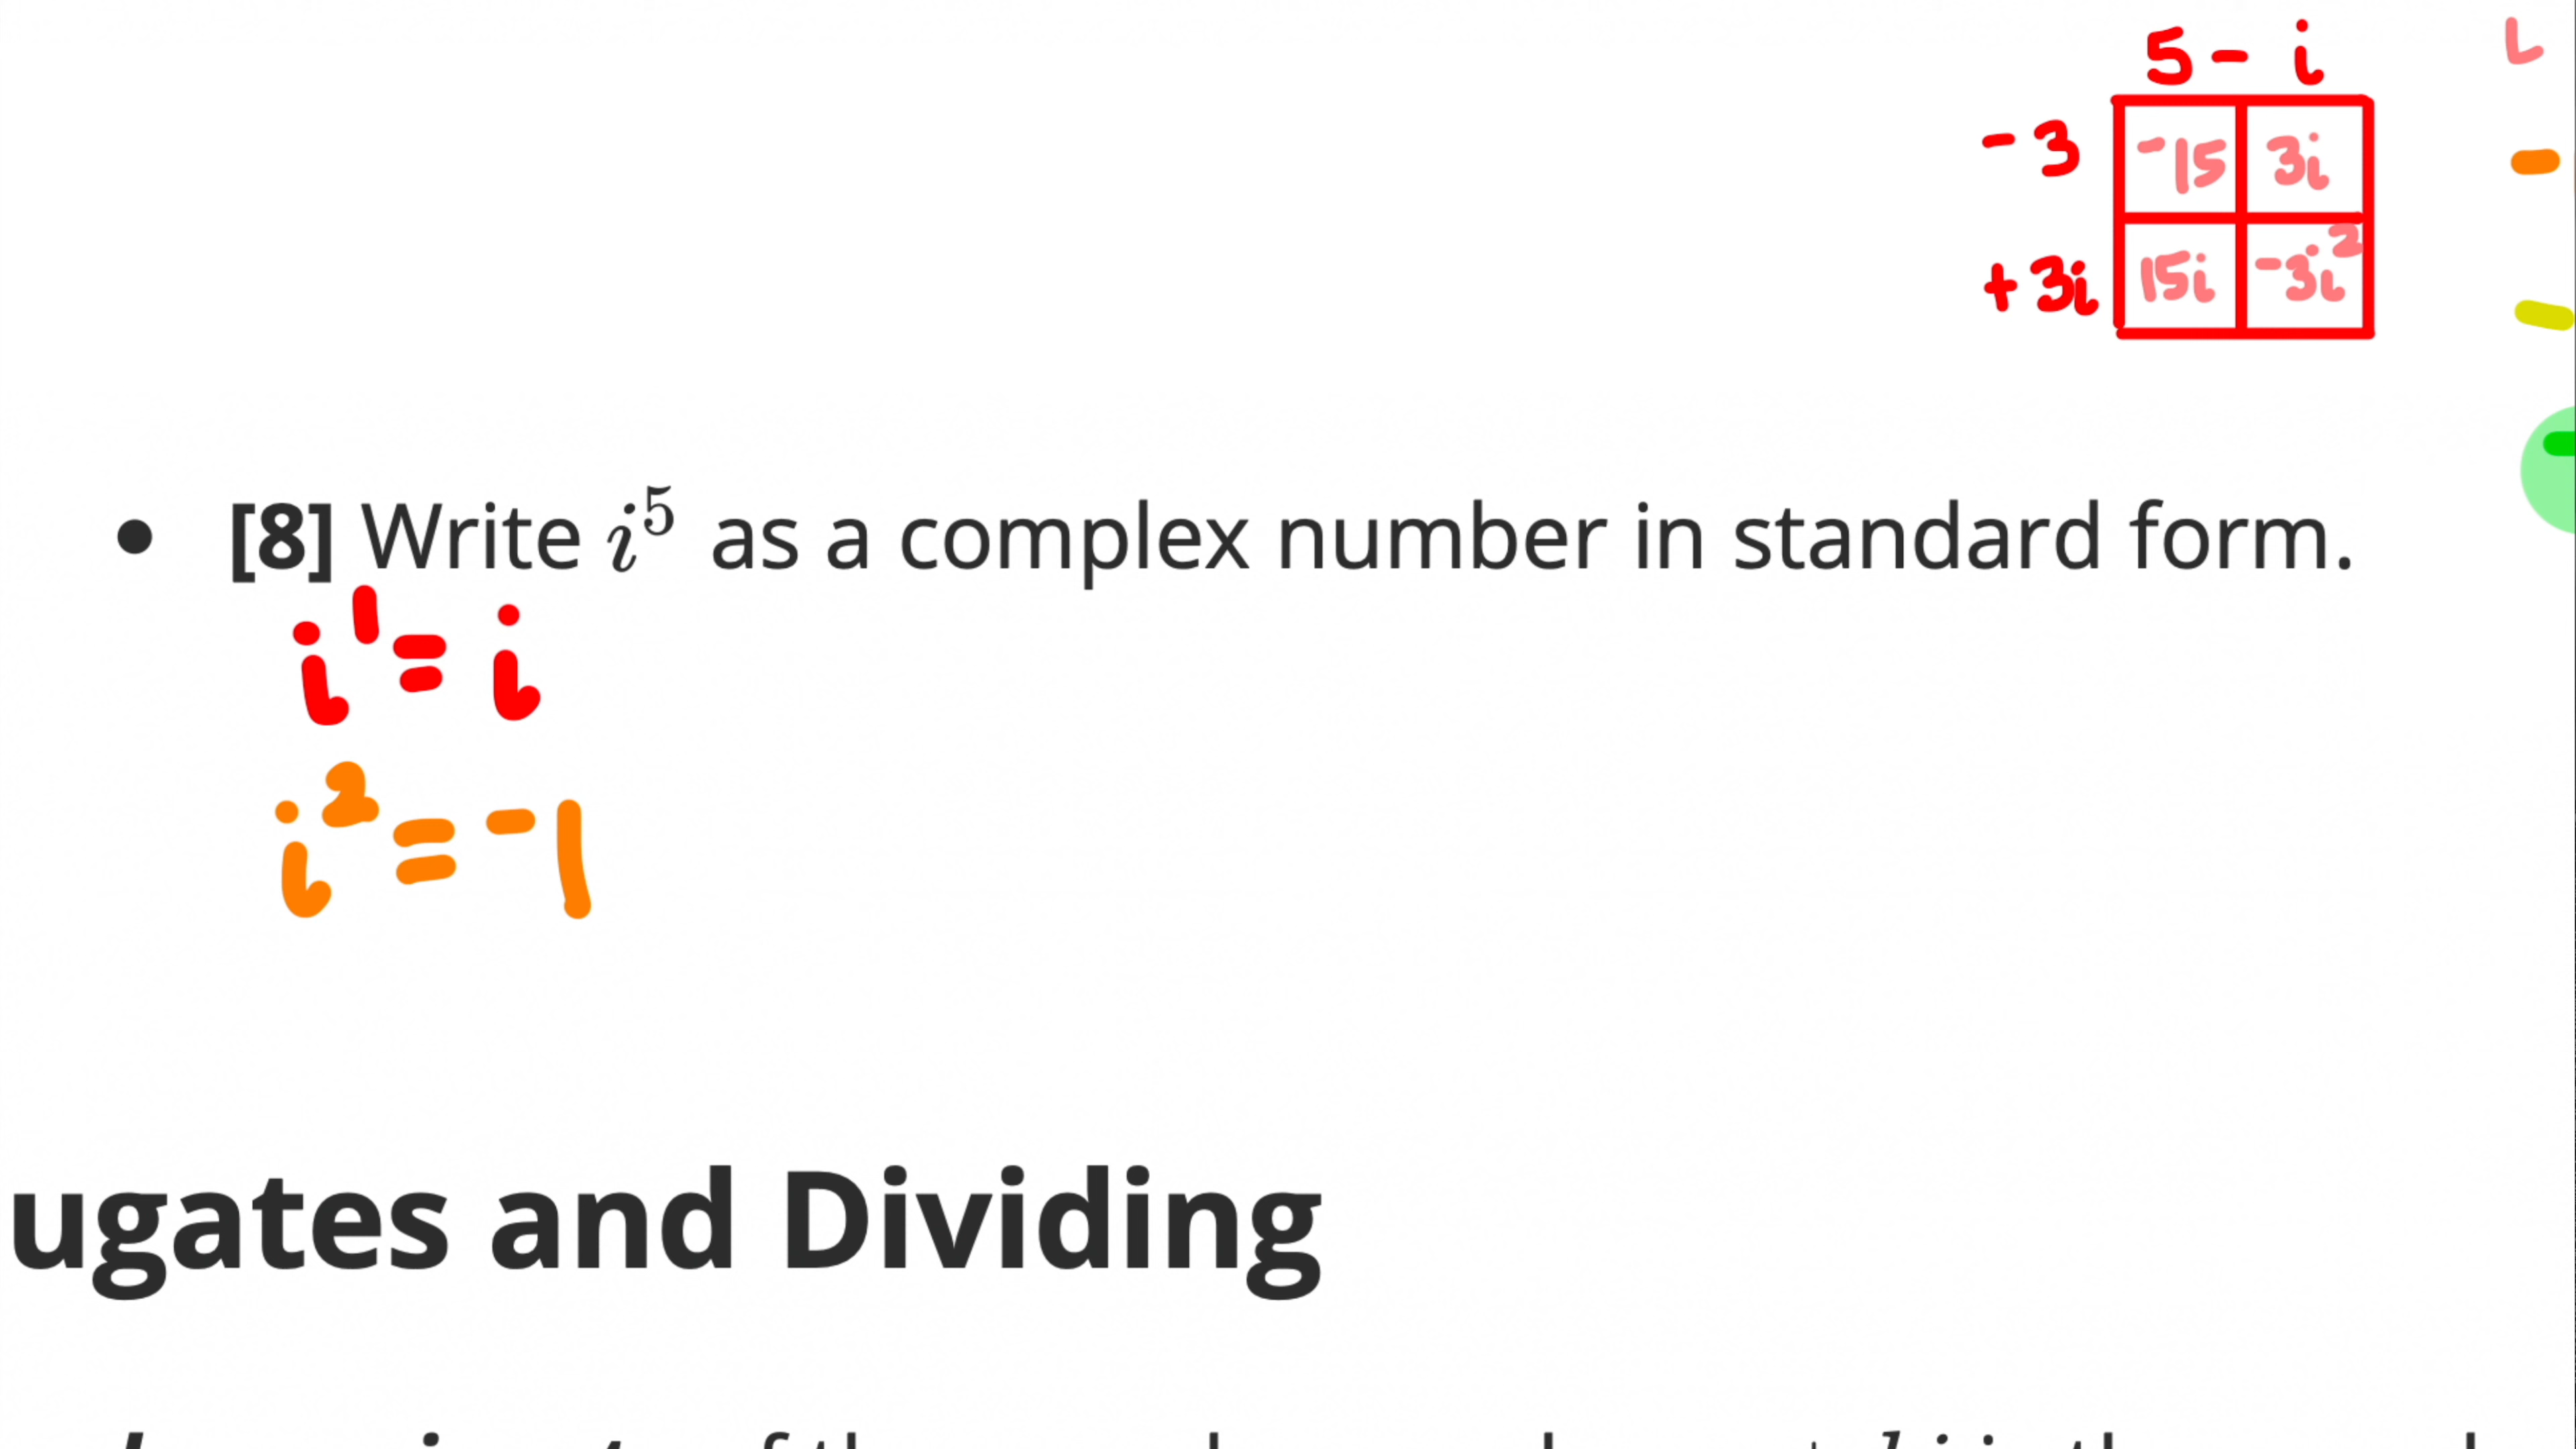 5 - i
-3 -15 3i
+3i 15i -3i²
• [8] Write i⁵ as a complex number in standard form.
i¹ = i
i² = -1
ugates and Dividing